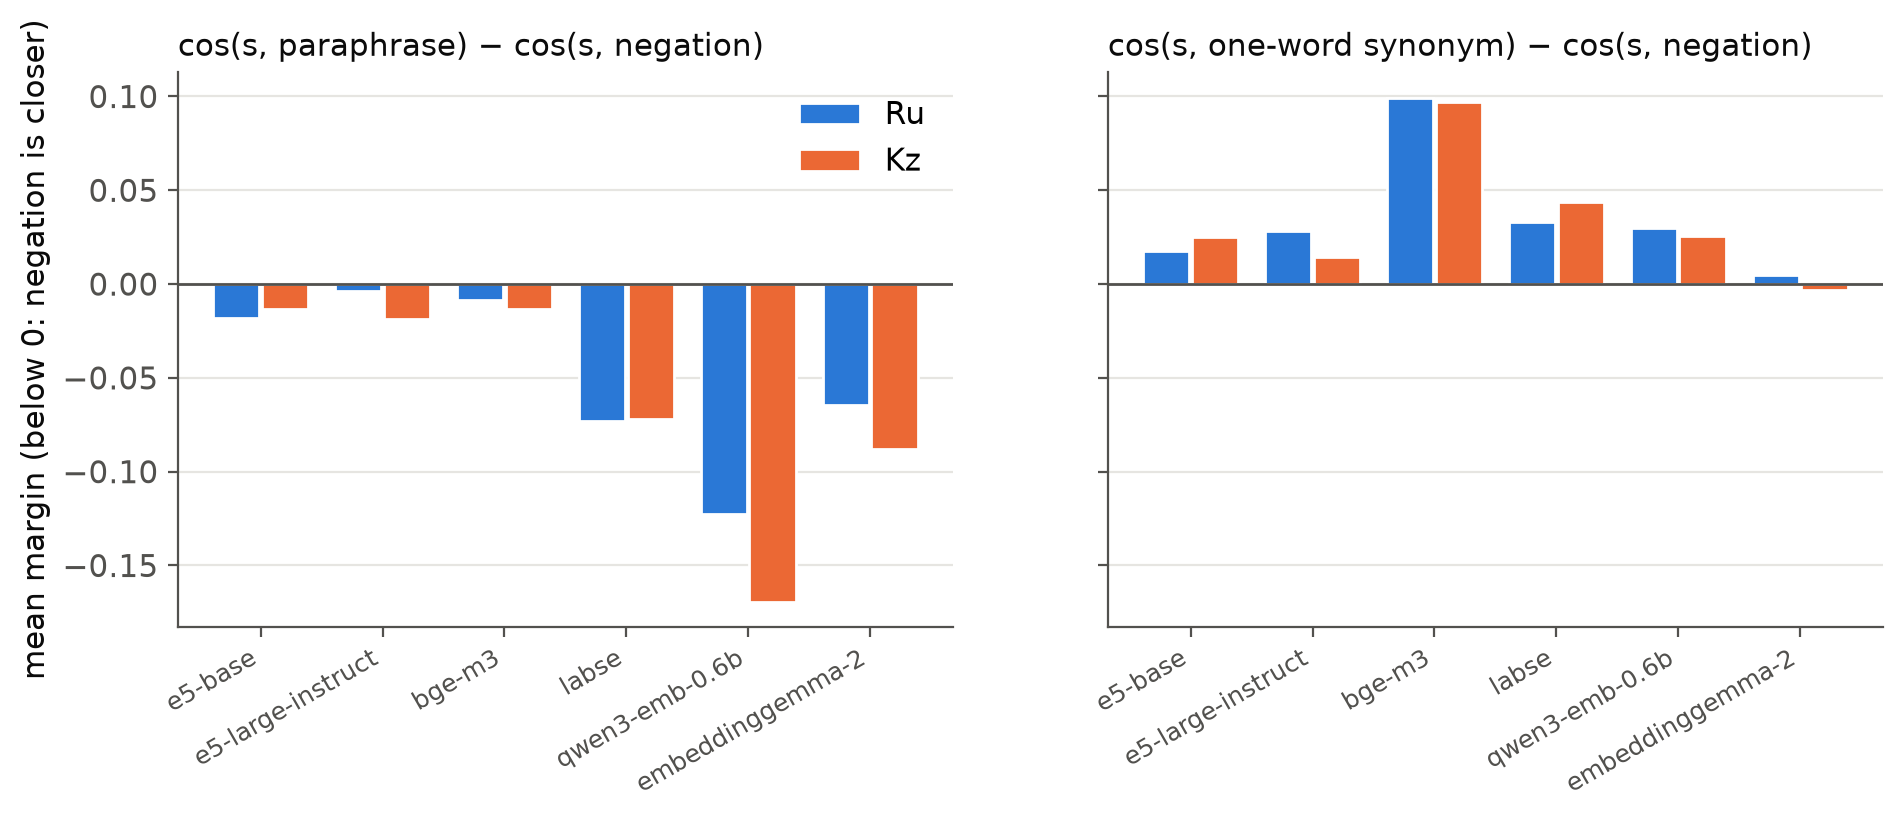 cos(s, paraphrase) − cos(s, negation)
cos(s, one-word synonym) − cos(s, negation)
mean margin (below 0: negation is closer)
0.10
0.05
0.00
−0.05
−0.10
−0.15
Ru
Kz
e5-base
e5-large-instruct
bge-m3
labse
qwen3-emb-0.6b
embeddinggemma-2
e5-base
e5-large-instruct
bge-m3
labse
qwen3-emb-0.6b
embeddinggemma-2